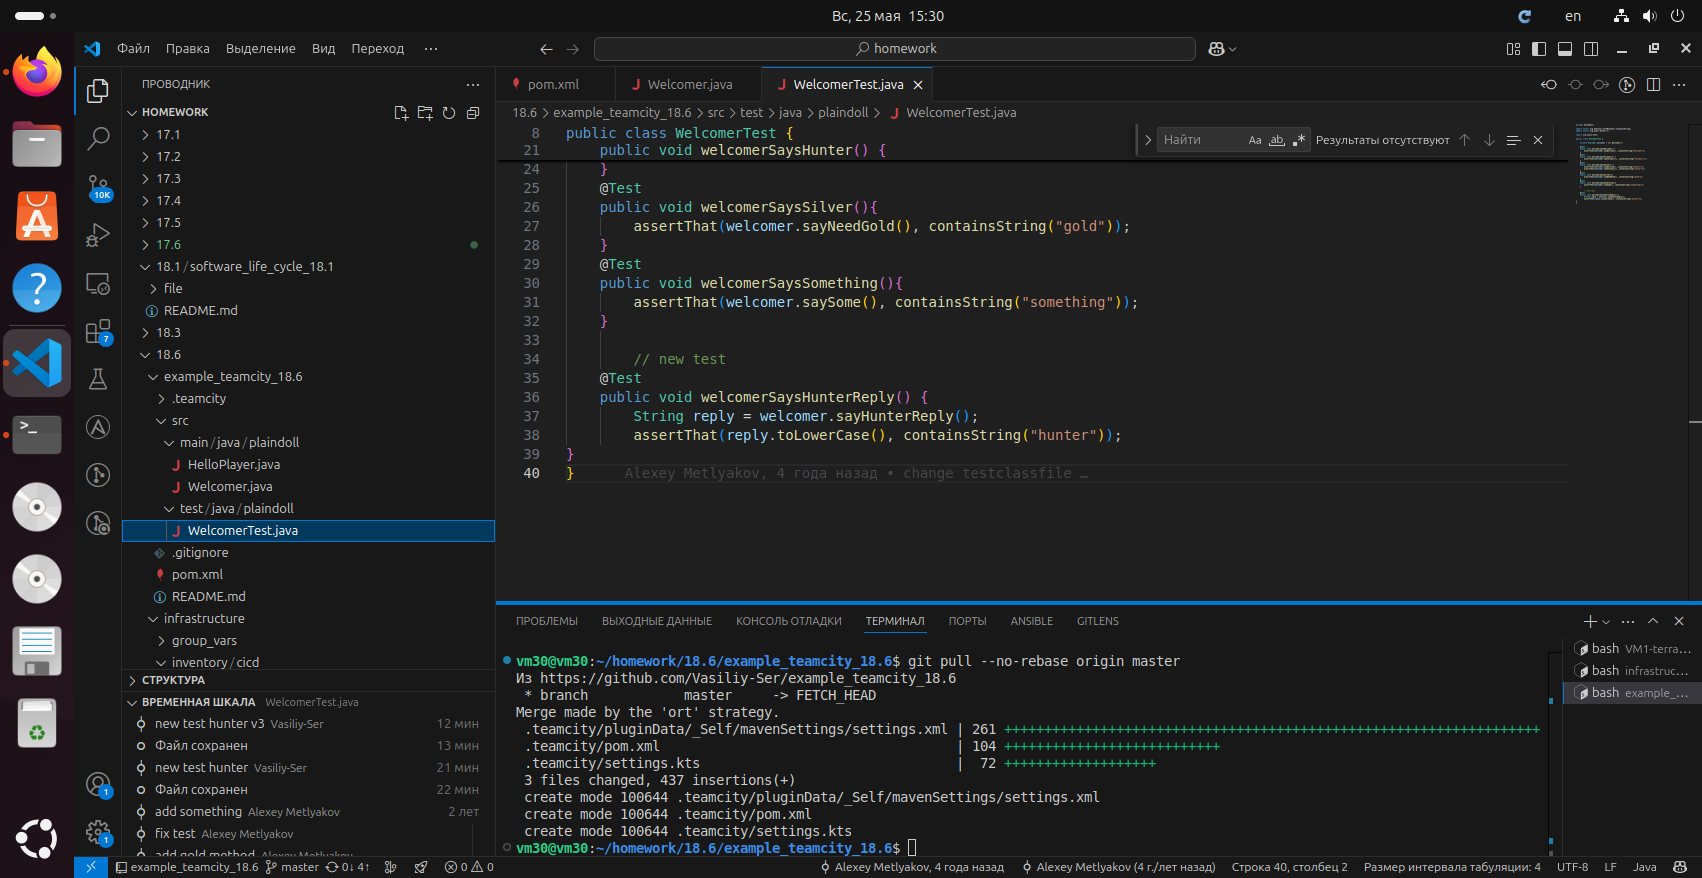 Вс, 25 мая 15:30
en
Файл Правка Выделение Вид Переход ···
homework
ПРОВОДНИК
HOMEWORK
17.1
17.2
17.3
17.4
17.5
17.6
18.1/software_life_cycle_18.1
file
README.md
18.3
18.6
example_teamcity_18.6
.teamcity
src
main/java/plaindoll
HelloPlayer.java
Welcomer.java
test/java/plaindoll
WelcomerTest.java
.gitignore
pom.xml
README.md
infrastructure
group_vars
inventory/cicd
СТРУКТУРА
ВРЕМЕННАЯ ШКАЛА WelcomerTest.java
new test hunter v3 Vasiliy-Ser 12 мин
Файл сохранен 13 мин
new test hunter Vasiliy-Ser 21 мин
Файл сохранен 22 мин
add something Alexey Metlyakov 2 лет
fix test Alexey Metlyakov
add gold method Alexey Metlyakov
10K
7
1
1
pom.xml Welcomer.java WelcomerTest.java
18.6 > example_teamcity_18.6 > src > test > java > plaindoll > WelcomerTest.java
Найти Aa ab Результаты отсутствуют
8 public class WelcomerTest {
21 public void welcomerSaysHunter() {
24 }
25 @Test
26 public void welcomerSaysSilver(){
27 assertThat(welcomer.sayNeedGold(), containsString("gold"));
28 }
29 @Test
30 public void welcomerSaysSomething(){
31 assertThat(welcomer.saySome(), containsString("something"));
32 }
33
34 // new test
35 @Test
36 public void welcomerSaysHunterReply() {
37 String reply = welcomer.sayHunterReply();
38 assertThat(reply.toLowerCase(), containsString("hunter"));
39 }
40 } Alexey Metlyakov, 4 года назад • change testclassfile …
ПРОБЛЕМЫ ВЫХОДНЫЕ ДАННЫЕ КОНСОЛЬ ОТЛАДКИ ТЕРМИНАЛ ПОРТЫ ANSIBLE GITLENS
vm30@vm30:~/homework/18.6/example_teamcity_18.6$ git pull --no-rebase origin master
Из https://github.com/Vasiliy-Ser/example_teamcity_18.6
* branch master -> FETCH_HEAD
Merge made by the 'ort' strategy.
.teamcity/pluginData/_Self/mavenSettings/settings.xml | 261 ++++++++++++++++++++++++++++++++++++++++++++++++++++++++++++++++
.teamcity/pom.xml | 104 +++++++++++++++++++++++++++
.teamcity/settings.kts | 72 +++++++++++++++++++
3 files changed, 437 insertions(+)
create mode 100644 .teamcity/pluginData/_Self/mavenSettings/settings.xml
create mode 100644 .teamcity/pom.xml
create mode 100644 .teamcity/settings.kts
vm30@vm30:~/homework/18.6/example_teamcity_18.6$
bash VM1-terra...
bash infrastruc...
bash example_...
example_teamcity_18.6 master 0↓ 4↑ 0 0
Alexey Metlyakov, 4 года назад Alexey Metlyakov (4 г./лет назад) Строка 40, столбец 2 Размер интервала табуляции: 4 UTF-8 LF Java